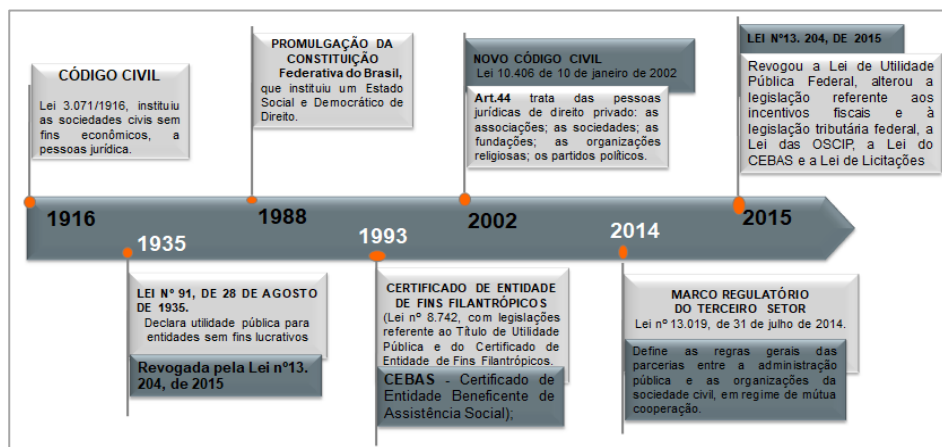 CÓDIGO CIVIL
Lei 3.071/1916, instituiu
as sociedades civis sem
fins econômicos, a
pessoas jurídica.
PROMULGAÇÃO DA
CONSTITUIÇÃO
Federativa do Brasil,
que instituiu um Estado
Social e Democrático de
Direito.
NOVO CÓDIGO CIVIL
Lei 10.406 de 10 de janeiro de 2002
Art.44 trata das pessoas
jurídicas de direito privado: as
associações; as sociedades; as
fundações; as organizações
religiosas; os partidos políticos.
LEI Nº13. 204, DE 2015
Revogou a Lei de Utilidade
Pública Federal, alterou a
legislação referente aos
incentivos fiscais e à
legislação tributária federal, a
Lei das OSCIP, a Lei do
CEBAS e a Lei de Licitações
1916
1988
2002
2015
1935
1993
2014
LEI Nº 91, DE 28 DE AGOSTO
DE 1935.
Declara utilidade pública para
entidades sem fins lucrativos
Revogada pela Lei nº13.
204, de 2015
CERTIFICADO DE ENTIDADE
DE FINS FILANTRÓPICOS
(Lei nº 8.742, com legislações
referente ao Título de Utilidade
Pública e do Certificado de
Entidade de Fins Filantrópicos.
CEBAS - Certificado de
Entidade Beneficente de
Assistência Social);
MARCO REGULATÓRIO
DO TERCEIRO SETOR
Lei nº 13.019, de 31 de julho de 2014.
Define as regras gerais das
parcerias entre a administração
pública e as organizações da
sociedade civil, em regime de mútua
cooperação.